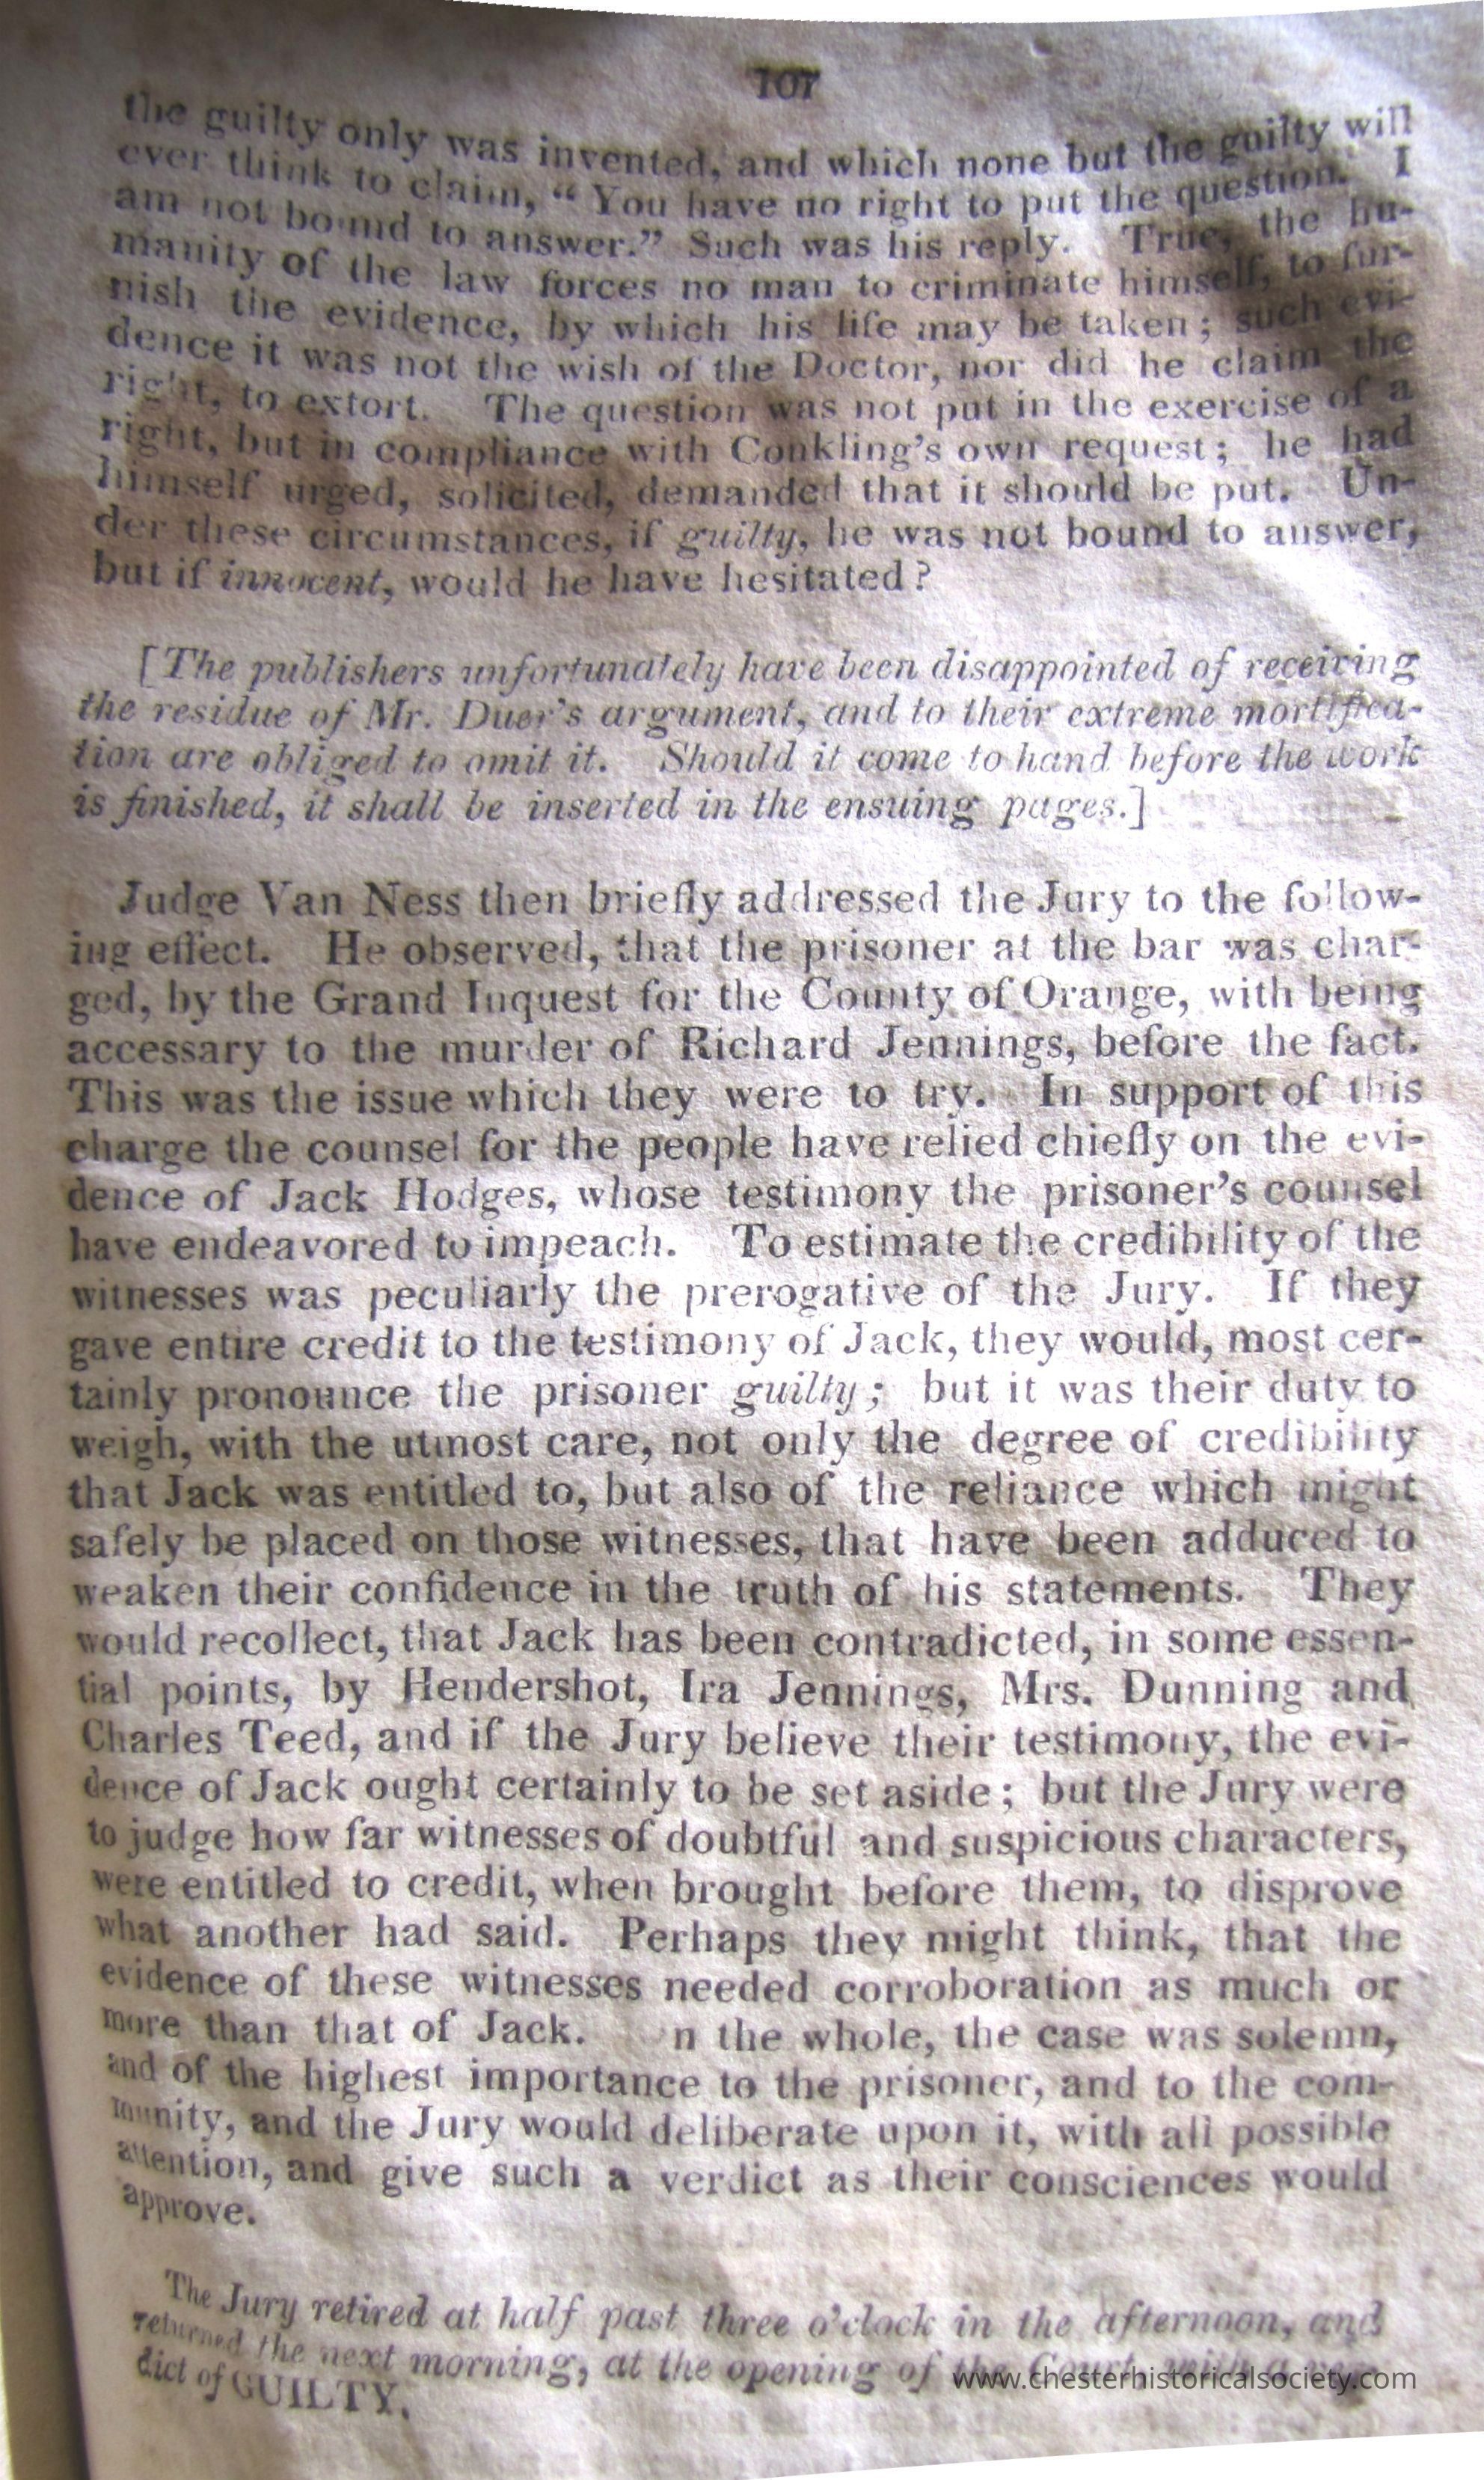 107
the guilty only was invented, and which none but the guilty will
ever think to claim, “ You have no right to put the question. I
am not bound to answer.” Such was his reply. True, the hu-
manity of the law forces no man to criminate himself, to fur-
nish the evidence, by which his life may be taken; such evi-
dence it was not the wish of the Doctor, nor did he claim the
right, to extort. The question was not put in the exercise of a
right, but in compliance with Conkling’s own request; he had
himself urged, solicited, demanded that it should be put. Un-
der these circumstances, if guilty, he was not bound to answer,
but if innocent, would he have hesitated?
[The publishers unfortunately have been disappointed of receiving
the residue of Mr. Duer's argument, and to their extreme mortifica-
tion are obliged to omit it. Should it come to hand before the work
is finished, it shall be inserted in the ensuing pages.]
Judge Van Ness then briefly addressed the Jury to the follow-
ing effect. He observed, that the prisoner at the bar was char-
ged, by the Grand Inquest for the County of Orange, with being
accessary to the murder of Richard Jennings, before the fact.
This was the issue which they were to try. In support of this
charge the counsel for the people have relied chiefly on the evi-
dence of Jack Hodges, whose testimony the prisoner’s counsel
have endeavored to impeach. To estimate the credibility of the
witnesses was peculiarly the prerogative of the Jury. If they
gave entire credit to the testimony of Jack, they would, most cer-
tainly pronounce the prisoner guilty; but it was their duty to
weigh, with the utmost care, not only the degree of credibility
that Jack was entitled to, but also of the reliance which might
safely be placed on those witnesses, that have been adduced to
weaken their confidence in the truth of his statements. They
would recollect, that Jack has been contradicted, in some essen-
tial points, by Hendershot, Ira Jennings, Mrs. Dunning and
Charles Teed, and if the Jury believe their testimony, the evi-
dence of Jack ought certainly to be set aside; but the Jury were
to judge how far witnesses of doubtful and suspicious characters,
were entitled to credit, when brought before them, to disprove
what another had said. Perhaps they might think, that the
evidence of these witnesses needed corroboration as much or
more than that of Jack. n the whole, the case was solemn,
and of the highest importance to the prisoner, and to the com-
munity, and the Jury would deliberate upon it, with all possible
attention, and give such a verdict as their consciences would
approve.
The Jury retired at half past three o'clock in the afternoon, and
returned the next morning, at the opening of the Court, with a ver-
dict of GUILTY.
www.chesterhistoricalsociety.com